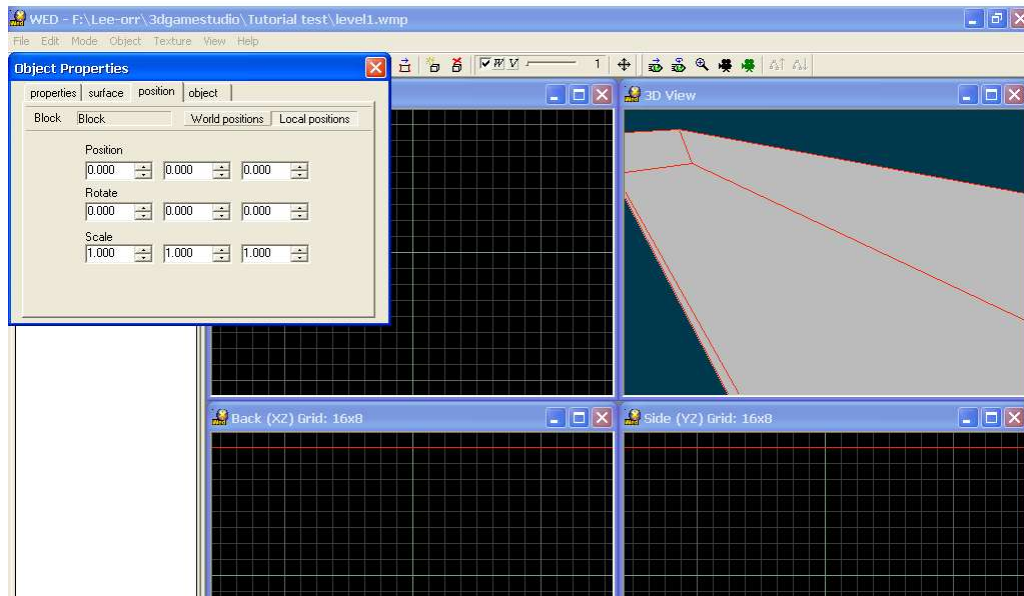 WED - F:\Lee-orr\3dgamestudio\Tutorial test\level1.wmp
File Edit Mode Object Texture View Help
Object Properties
properties surface position object
Block Block World positions Local positions
Position
0.000 0.000 0.000
Rotate
0.000 0.000 0.000
Scale
1.000 1.000 1.000
W V 1
3D View
Back (XZ) Grid: 16x8
Side (YZ) Grid: 16x8